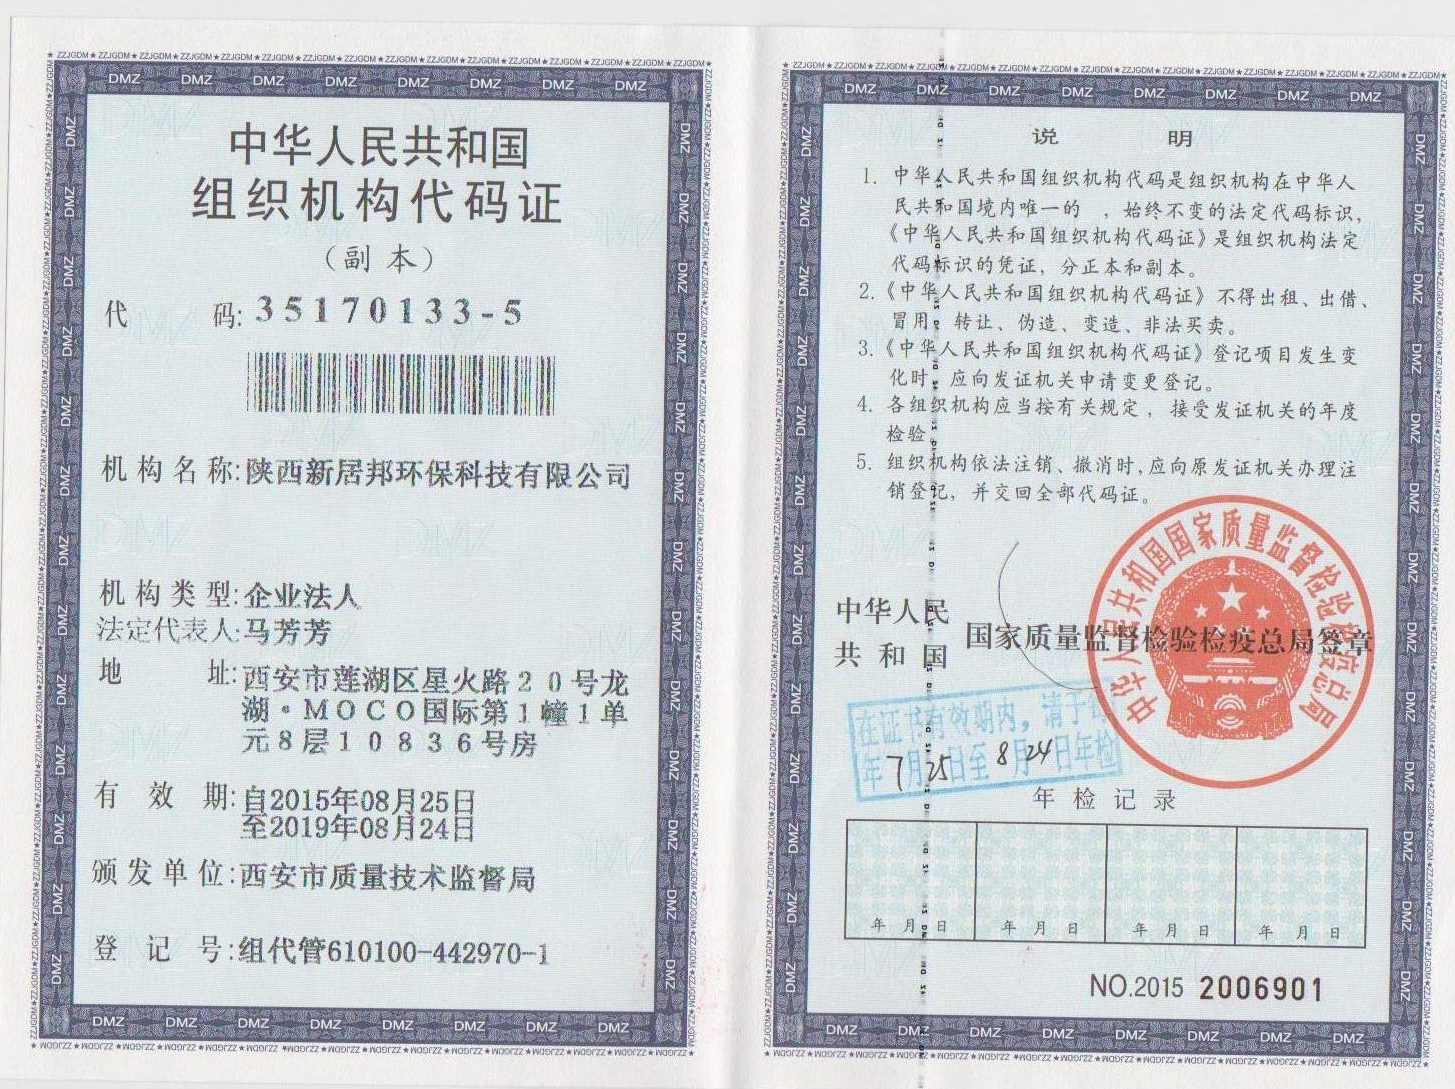 中华人民共和国
组织机构代码证
（副本）
代 码: 35170133-5
机构名称: 陕西新居邦环保科技有限公司
机构类型: 企业法人
法定代表人: 马芳芳
地 址: 西安市莲湖区星火路20号龙
湖·MOCO国际第1幢1单
元8层10836号房
有 效 期: 自2015年08月25日
至2019年08月24日
颁发单位: 西安市质量技术监督局
登 记 号: 组代管610100-442970-1
说 明
1. 中华人民共和国组织机构代码是组织机构在中华人
民共和国境内唯一的 ，始终不变的法定代码标识，
《中华人民共和国组织机构代码证》是组织机构法定
代码标识的凭证，分正本和副本。
2.《中华人民共和国组织机构代码证》不得出租、出借、
冒用、转让、伪造、变造、非法买卖。
3.《中华人民共和国组织机构代码证》登记项目发生变
化时，应向发证机关申请变更登记。
4. 各组织机构应当按有关规定，接受发证机关的年度
检验。
5. 组织机构依法注销、撤消时,应向原发证机关办理注
销登记，并交回全部代码证。
中华人民共和国国家质量监督检验检疫总局
中华人民
共和国 国家质量监督检验检疫总局签章
在证书有效期内，请于每
年7月25日至8月24日年检
年检记录
年 月 日 年 月 日 年 月 日 年 月 日
NO.2015 2006901